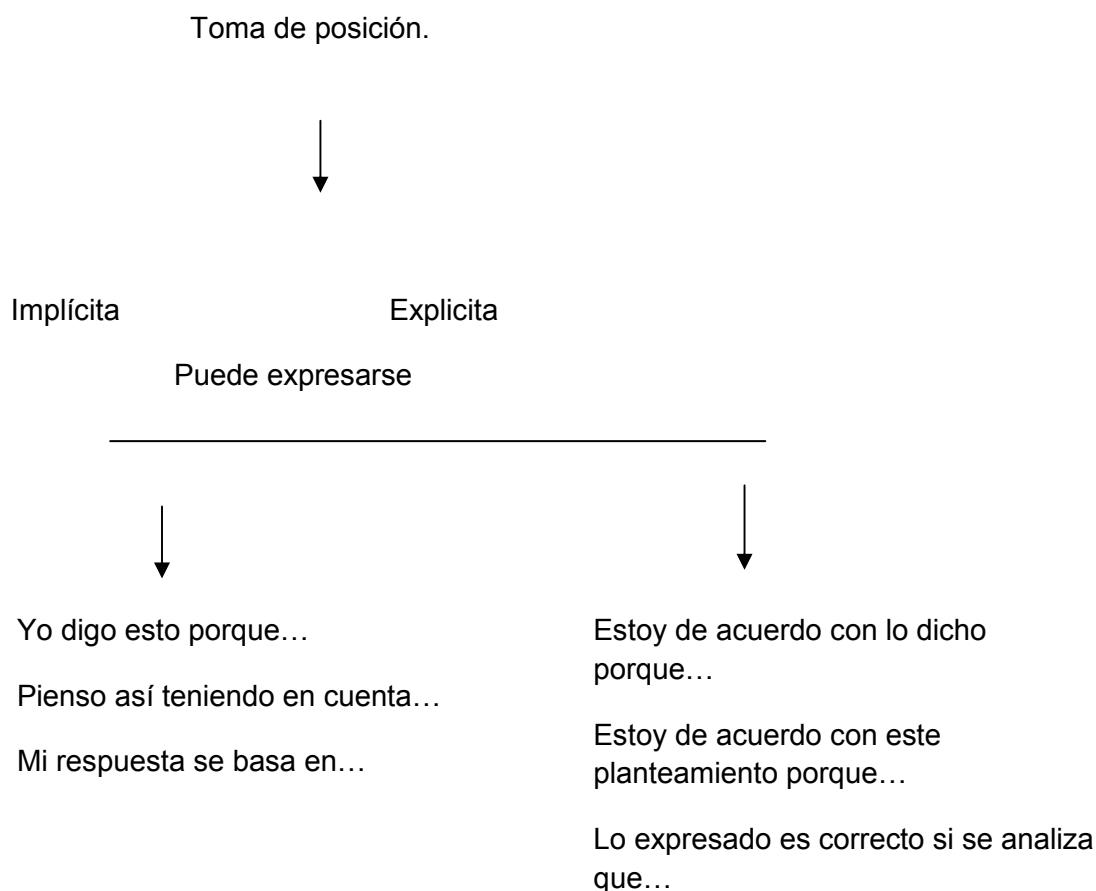 Toma de posición.
Implícita
Explicita
Puede expresarse
Yo digo esto porque…
Pienso así teniendo en cuenta…
Mi respuesta se basa en…
Estoy de acuerdo con lo dicho
porque…
Estoy de acuerdo con este
planteamiento porque…
Lo expresado es correcto si se analiza
que…